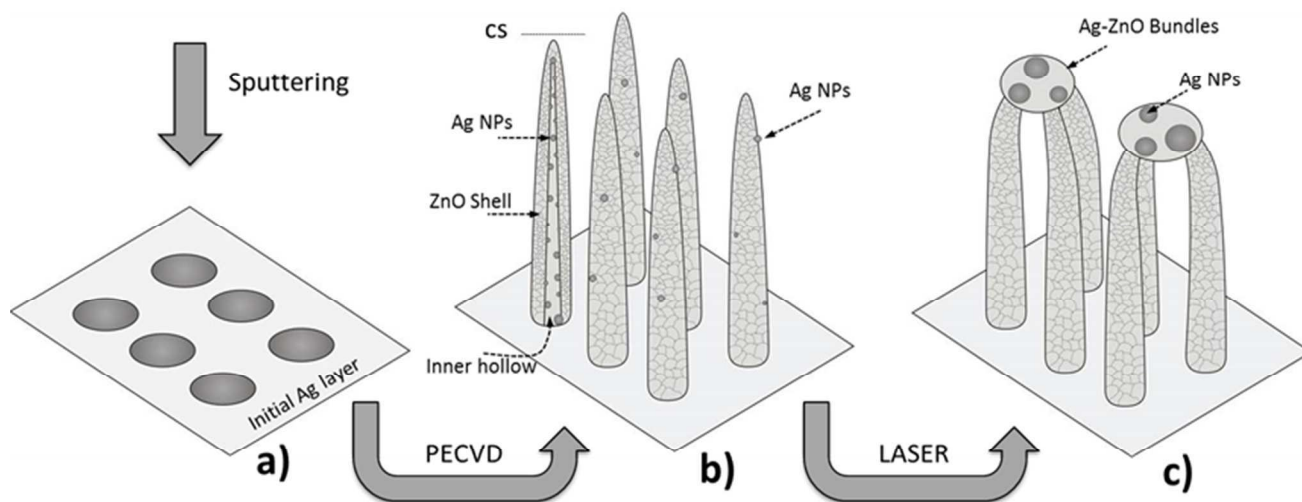 Sputtering
Initial Ag layer
a)
PECVD
CS
Ag NPs
ZnO Shell
Inner hollow
Ag NPs
b)
LASER
Ag-ZnO Bundles
Ag NPs
c)